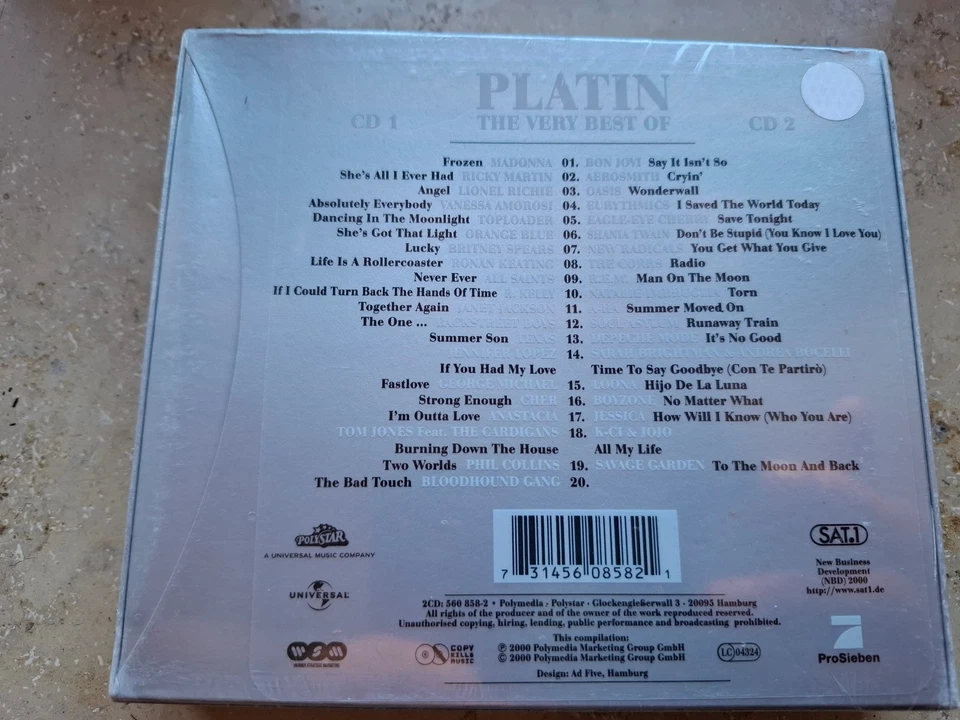 PLATIN
CD 1 THE VERY BEST OF CD 2
Frozen MADONNA 01. BON JOVI Say It Isn't So
She's All I Ever Had RICKY MARTIN 02. AEROSMITH Cryin'
Angel LIONEL RICHIE 03. OASIS Wonderwall
Absolutely Everybody VANESSA AMOROSI 04. EURYTHMICS I Saved The World Today
Dancing In The Moonlight TOPLOADER 05. EAGLE-EYE CHERRY Save Tonight
She's Got That Light ORANGE BLUE 06. SHANIA TWAIN Don't Be Stupid (You Know I Love You)
Lucky BRITNEY SPEARS 07. NEW RADICALS You Get What You Give
Life Is A Rollercoaster RONAN KEATING 08. THE CORRS Radio
Never Ever ALL SAINTS 09. R.E.M. Man On The Moon
If I Could Turn Back The Hands Of Time R. KELLY 10. Torn
Together Again JANET JACKSON 11. A-HA Summer Moved On
The One ... 12. SOUL ASYLUM Runaway Train
Summer Son TEXAS 13. DEPECHE MODE It's No Good
JENNIFER LOPEZ 14. SARAH BRIGHTMAN & ANDREA BOCELLI
If You Had My Love Time To Say Goodbye (Con Te Partirò)
Fastlove GEORGE MICHAEL 15. LOONA Hijo De La Luna
Strong Enough CHER 16. BOYZONE No Matter What
I'm Outta Love ANASTACIA 17. JESSICA How Will I Know (Who You Are)
TOM JONES Feat. THE CARDIGANS 18. K-CI & JOJO
Burning Down The House All My Life
Two Worlds PHIL COLLINS 19. SAVAGE GARDEN To The Moon And Back
The Bad Touch BLOODHOUND GANG 20.
POLYSTAR
A UNIVERSAL MUSIC COMPANY
UNIVERSAL
7 31456 08582 1
SAT.1
New Business
Development
(NBD) 2000
http://www.sat1.de
2CD: 560 858-2 • Polymedia - Polystar - Glockengießerwall 3 - 20095 Hamburg
All rights of the producer and of the owner of the work reproduced reserved.
Unauthorised copying, hiring, lending, public performance and broadcasting prohibited.
This compilation:
℗ 2000 Polymedia Marketing Group GmbH
© 2000 Polymedia Marketing Group GmbH
Design: Ad Five, Hamburg
COPY
KILLS
MUSIC
LC 04324
ProSieben